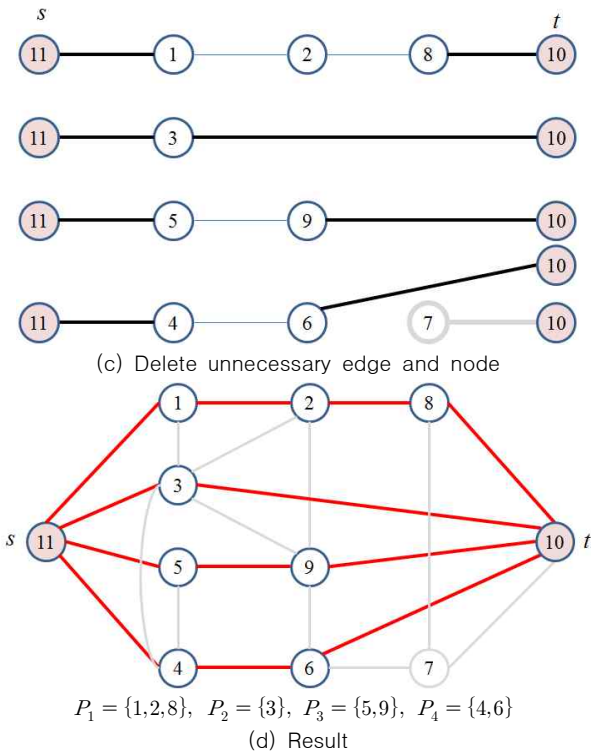 s t
11 1 2 8 10
11 3 10
11 5 9 10
10
11 4 6 7 10
(c) Delete unnecessary edge and node
1 2 8
3
s 11 10 t
5 9
4 6 7
P₁ = {1,2,8}, P₂ = {3}, P₃ = {5,9}, P₄ = {4,6}
(d) Result